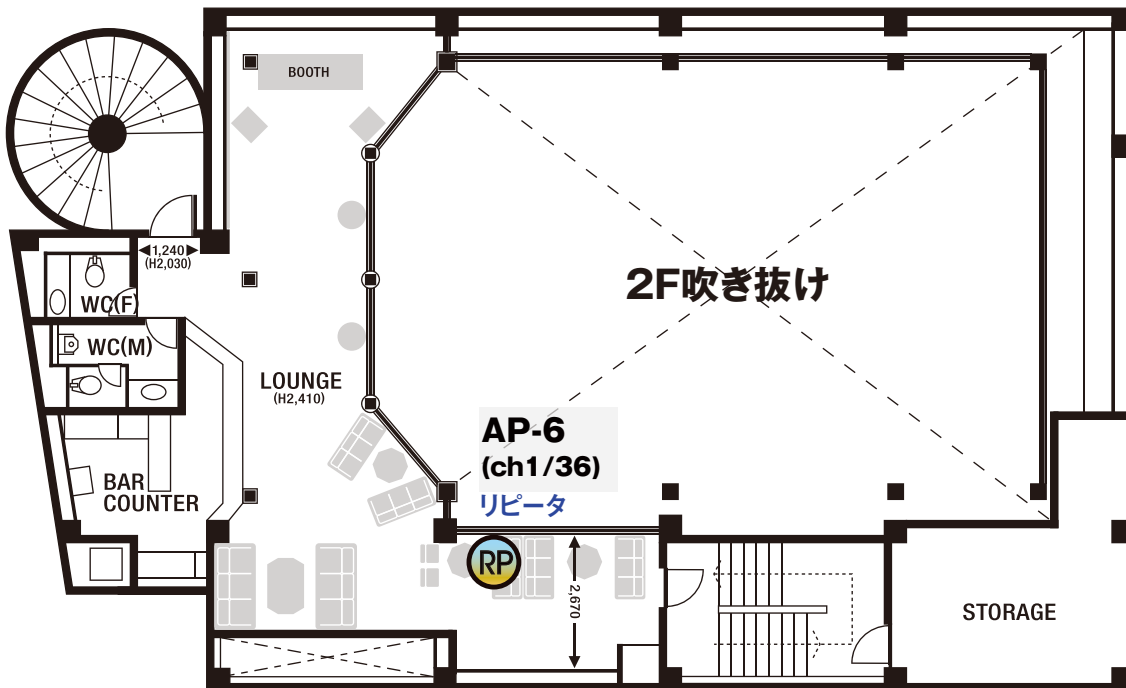 BOOTH
1,240
(H2,030)
WC(F)
2F吹き抜け
WC(M)
LOUNGE
(H2,410)
AP-6
(ch1/36)
リピータ
BAR
COUNTER
RP
2,670
STORAGE